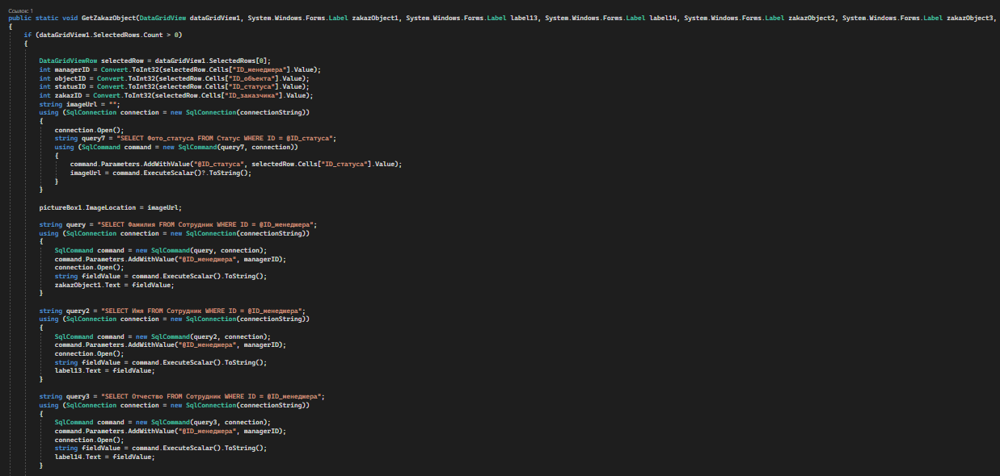 Ссылок: 1
public static void GetZakazObject(DataGridView dataGridView1, System.Windows.Forms.Label zakazObject1, System.Windows.Forms.Label label13, System.Windows.Forms.Label label14, System.Windows.Forms.Label zakazObject2, System.Windows.Forms.Label zakazObject3,
{
if (dataGridView1.SelectedRows.Count > 0)
{
DataGridViewRow selectedRow = dataGridView1.SelectedRows[0];
int managerID = Convert.ToInt32(selectedRow.Cells["ID_менеджера"].Value);
int objectID = Convert.ToInt32(selectedRow.Cells["ID_объекта"].Value);
int statusID = Convert.ToInt32(selectedRow.Cells["ID_статуса"].Value);
int zakazID = Convert.ToInt32(selectedRow.Cells["ID_заказчика"].Value);
string imageUrl = "";
using (SqlConnection connection = new SqlConnection(connectionString))
{
connection.Open();
string query7 = "SELECT Фото_статуса FROM Статус WHERE ID = @ID_статуса";
using (SqlCommand command = new SqlCommand(query7, connection))
{
command.Parameters.AddWithValue("@ID_статуса", selectedRow.Cells["ID_статуса"].Value);
imageUrl = command.ExecuteScalar()?.ToString();
}
}
pictureBox1.ImageLocation = imageUrl;
string query = "SELECT Фамилия FROM Сотрудник WHERE ID = @ID_менеджера";
using (SqlConnection connection = new SqlConnection(connectionString))
{
SqlCommand command = new SqlCommand(query, connection);
command.Parameters.AddWithValue("@ID_менеджера", managerID);
connection.Open();
string fieldValue = command.ExecuteScalar().ToString();
zakazObject1.Text = fieldValue;
}
string query2 = "SELECT Имя FROM Сотрудник WHERE ID = @ID_менеджера";
using (SqlConnection connection = new SqlConnection(connectionString))
{
SqlCommand command = new SqlCommand(query2, connection);
command.Parameters.AddWithValue("@ID_менеджера", managerID);
connection.Open();
string fieldValue = command.ExecuteScalar().ToString();
label13.Text = fieldValue;
}
string query3 = "SELECT Отчество FROM Сотрудник WHERE ID = @ID_менеджера";
using (SqlConnection connection = new SqlConnection(connectionString))
{
SqlCommand command = new SqlCommand(query3, connection);
command.Parameters.AddWithValue("@ID_менеджера", managerID);
connection.Open();
string fieldValue = command.ExecuteScalar().ToString();
label14.Text = fieldValue;
}